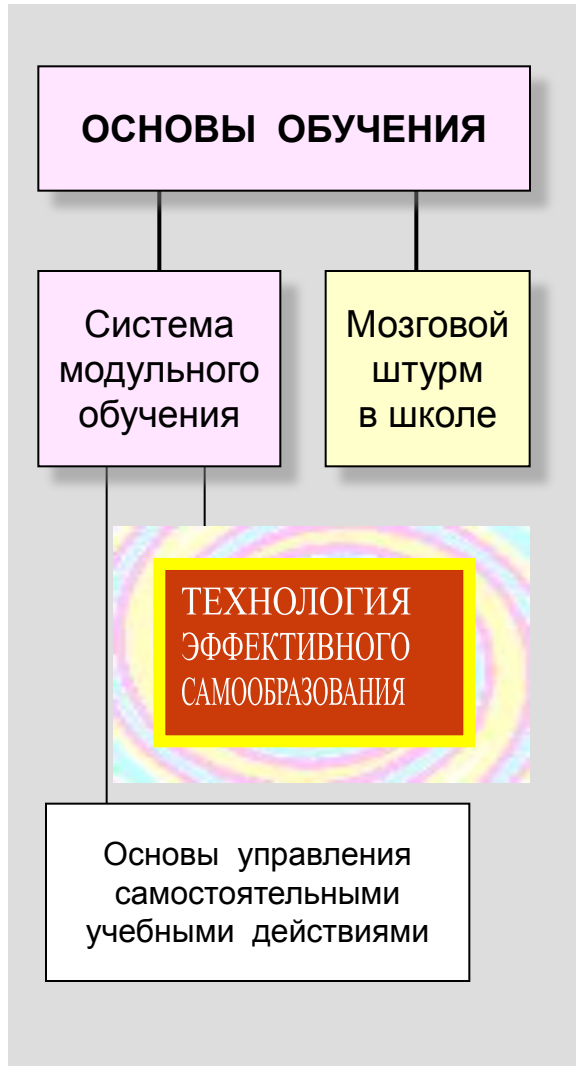 ОСНОВЫ ОБУЧЕНИЯ
Система
модульного
обучения
Мозговой
штурм
в школе
ТЕХНОЛОГИЯ
ЭФФЕКТИВНОГО
САМООБРАЗОВАНИЯ
Основы управления
самостоятельными
учебными действиями